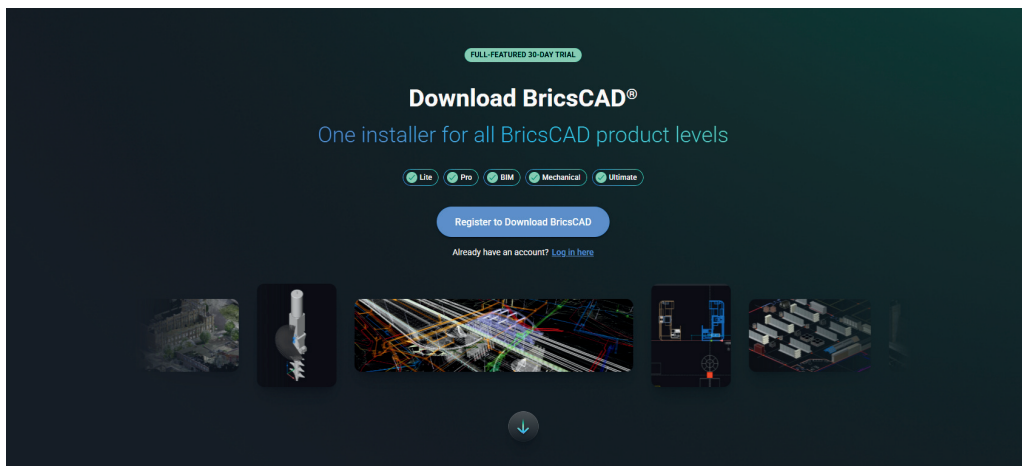 FULL-FEATURED 30-DAY TRIAL
Download BricsCAD®
One installer for all BricsCAD product levels
Lite Pro BIM Mechanical Ultimate
Register to Download BricsCAD
Already have an account? Log in here